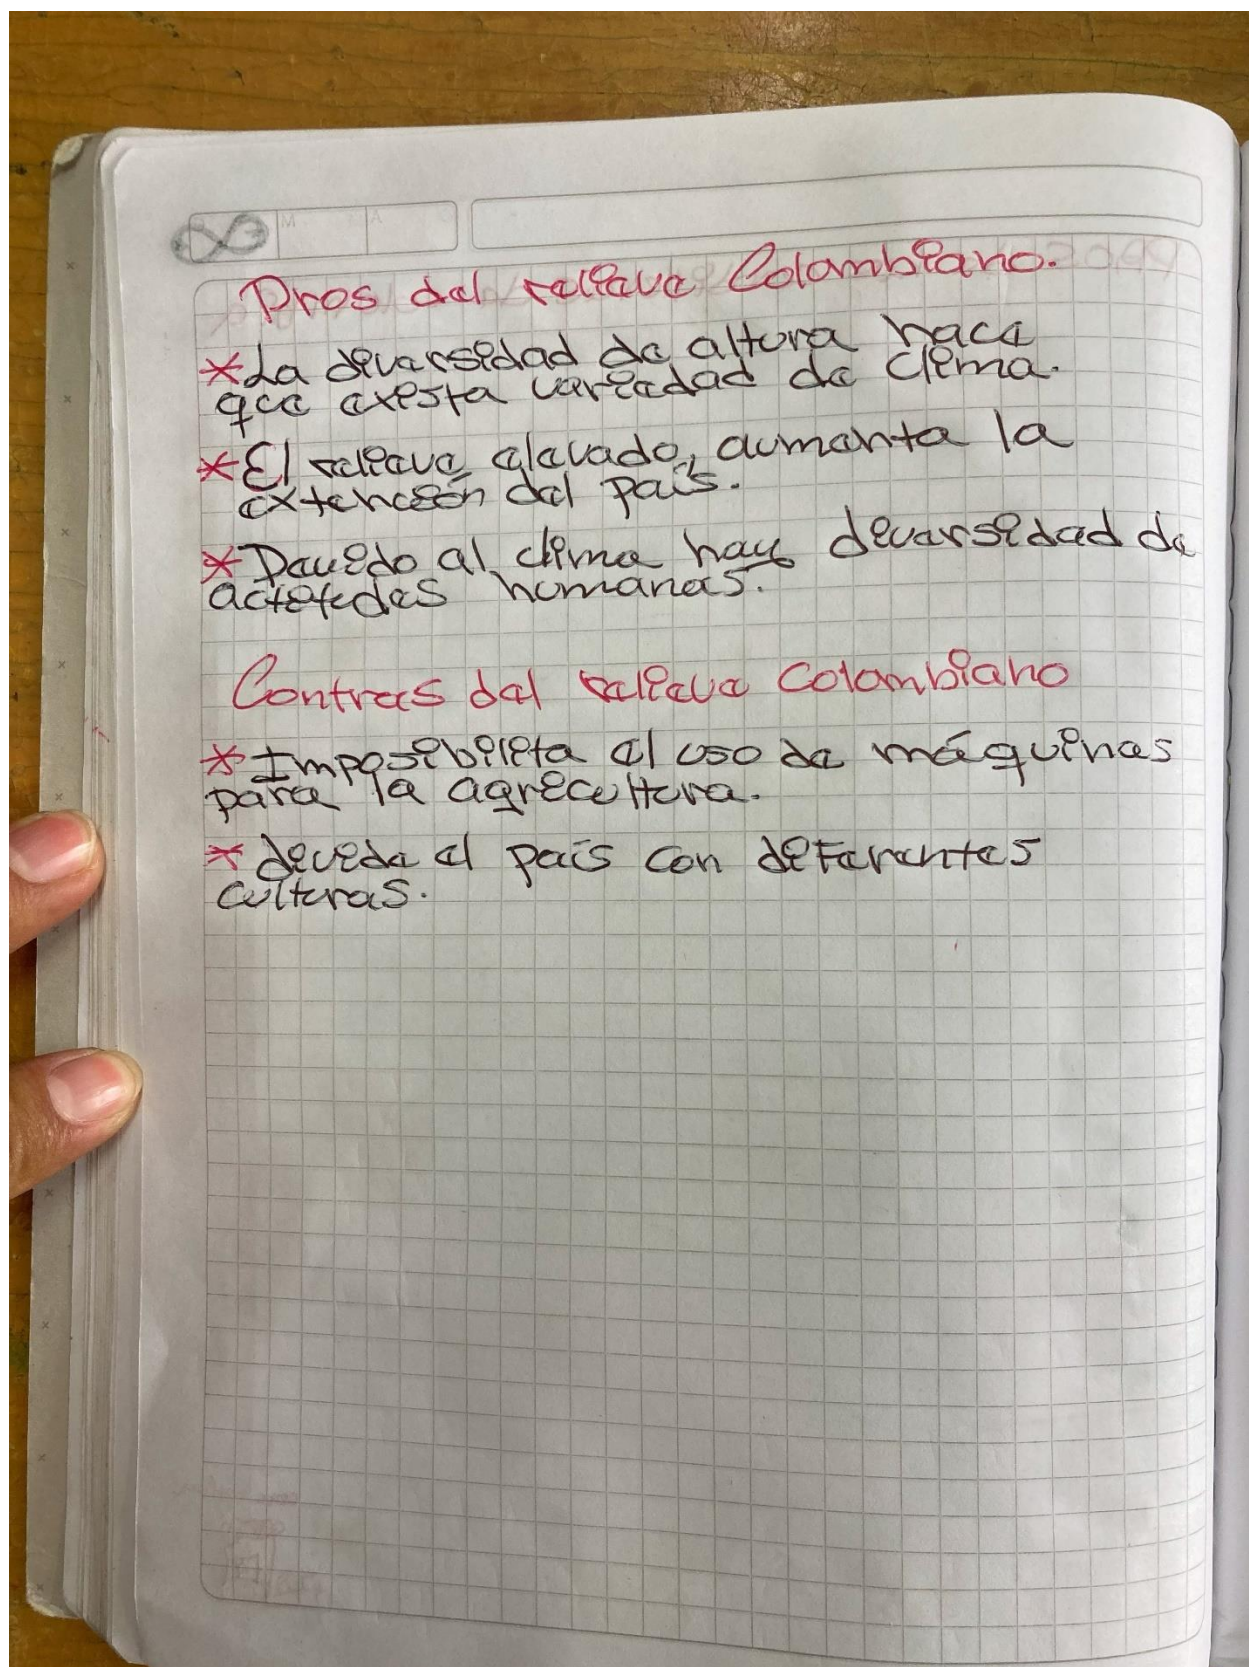 M A
Pros del relieve Colombiano.
*La diversidad de altura hace
que exista variedad de clima.
*El relieve elevado, aumenta la
extención del país.
*Devido al clima hay diversidad de
humanas.
Contras del relieve Colombiano
*Imposibilita el uso de máquinas
para la agricultura.
*divide el país con diferentes
culturas.